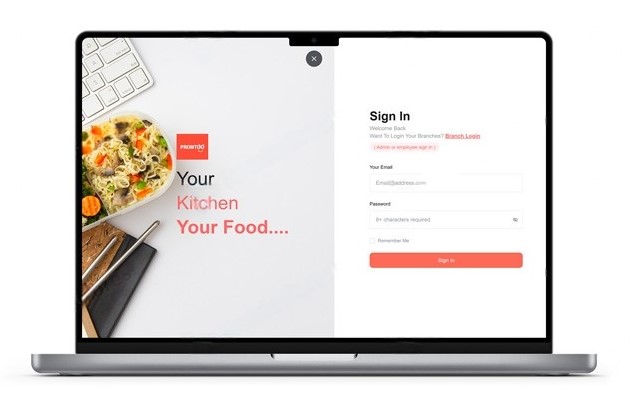 PRONTOO
Your
Kitchen
Your Food....
Sign In
Welcome Back
Want To Login Your Branches? Branch Login
( Admin or employee sign in )
Your Email
Email@address.com
Password
8+ characters required
Remember Me
Sign in